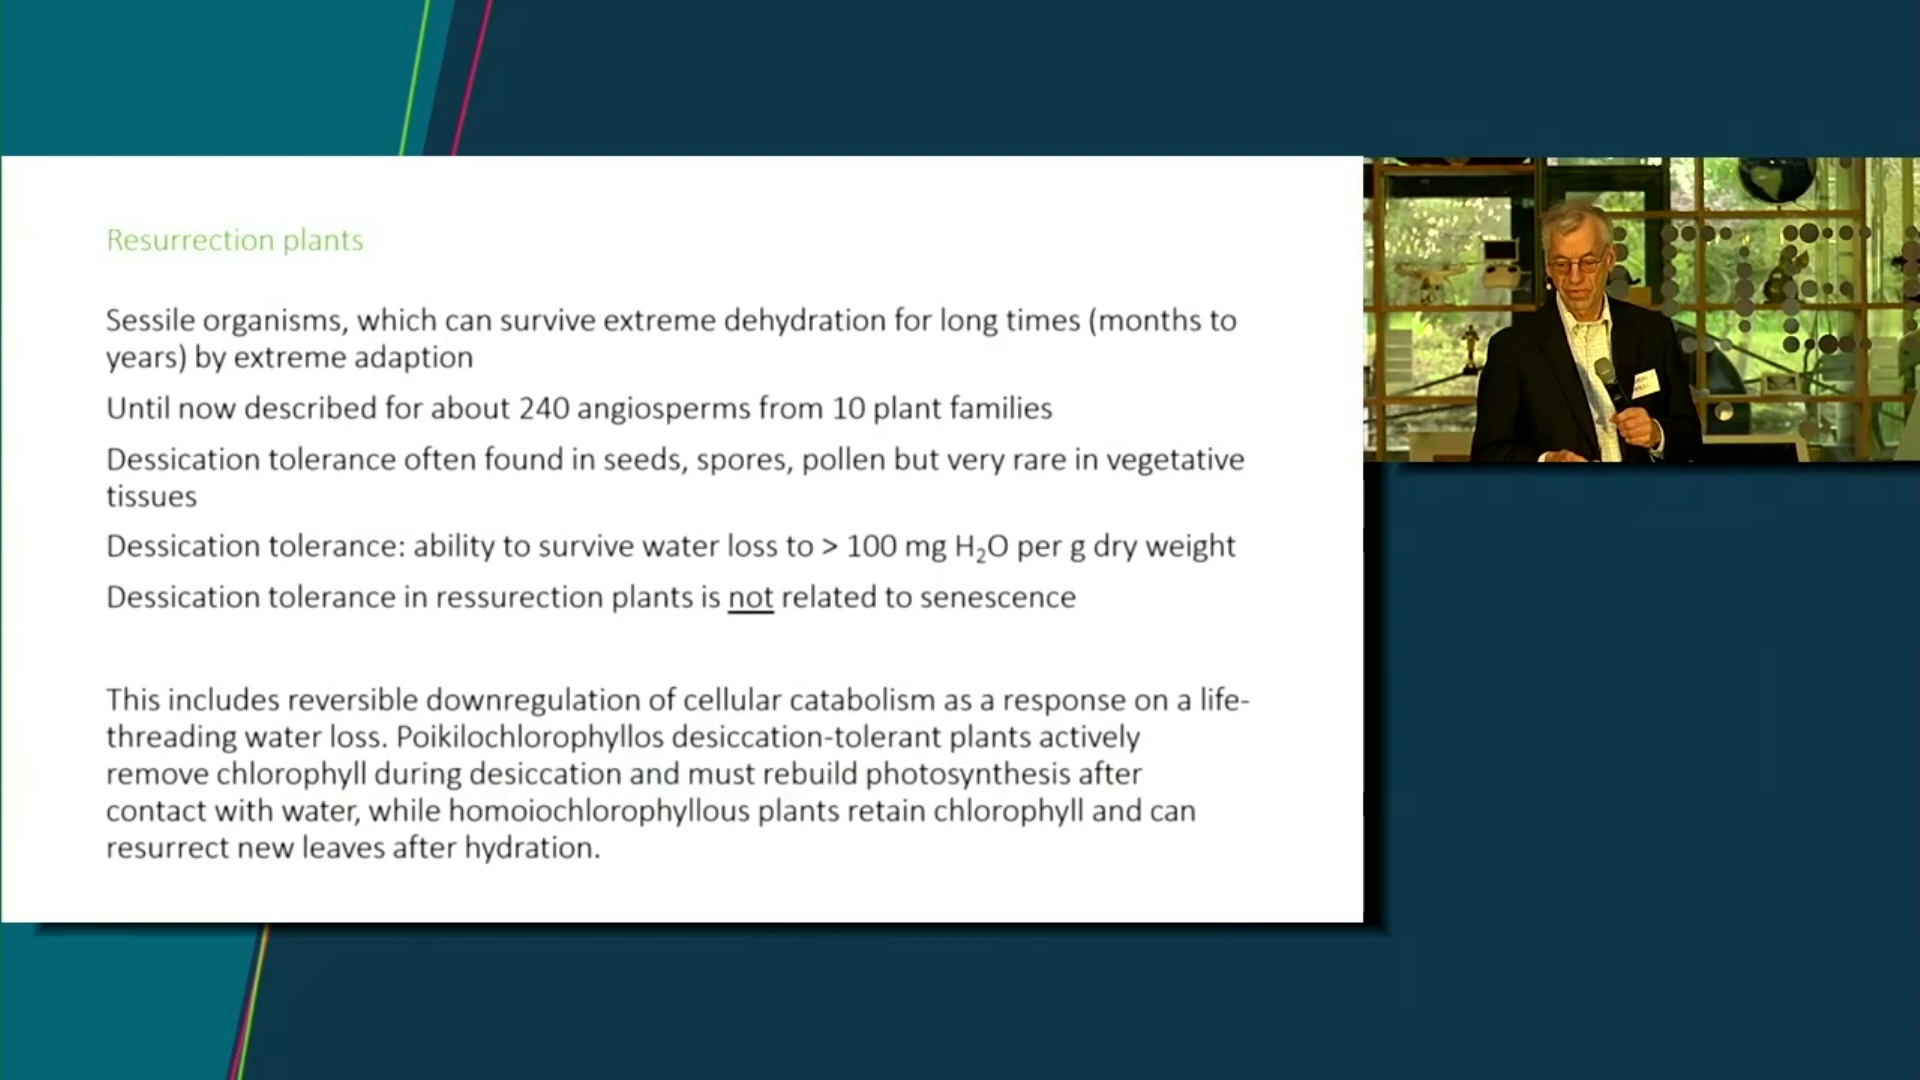 Resurrection plants
Sessile organisms, which can survive extreme dehydration for long times (months to
years) by extreme adaption
Until now described for about 240 angiosperms from 10 plant families
Dessication tolerance often found in seeds, spores, pollen but very rare in vegetative
tissues
Dessication tolerance: ability to survive water loss to > 100 mg H₂O per g dry weight
Dessication tolerance in ressurection plants is not related to senescence
This includes reversible downregulation of cellular catabolism as a response on a life-
threading water loss. Poikilochlorophyllos desiccation-tolerant plants actively
remove chlorophyll during desiccation and must rebuild photosynthesis after
contact with water, while homoiochlorophyllous plants retain chlorophyll and can
resurrect new leaves after hydration.